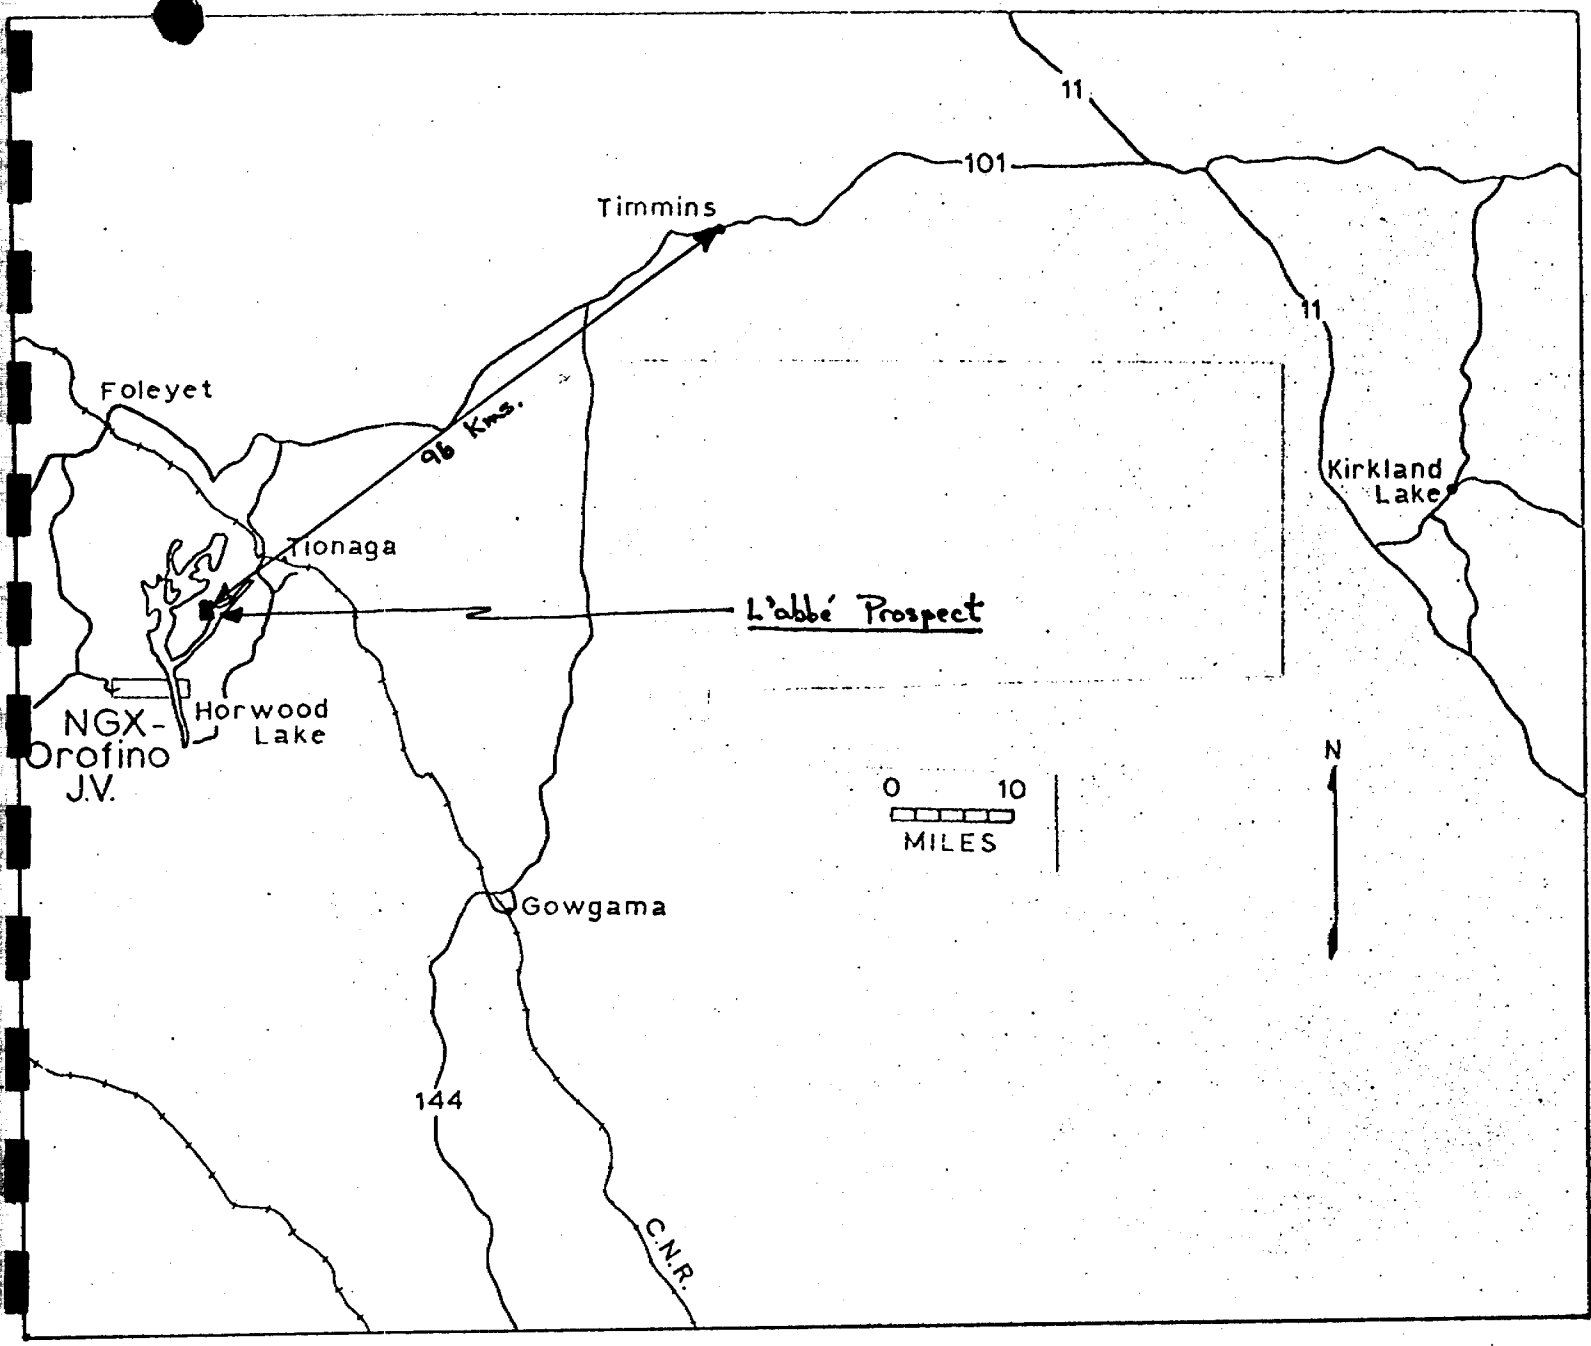 11
101
Timmins
11
Foleyet
96 Kms.
Kirkland
Lake
Tionaga
L'abbé Prospect
Horwood
Lake
NGX-
Orofino
J.V.
N
0 10
MILES
Gowgama
144
C.N.R.